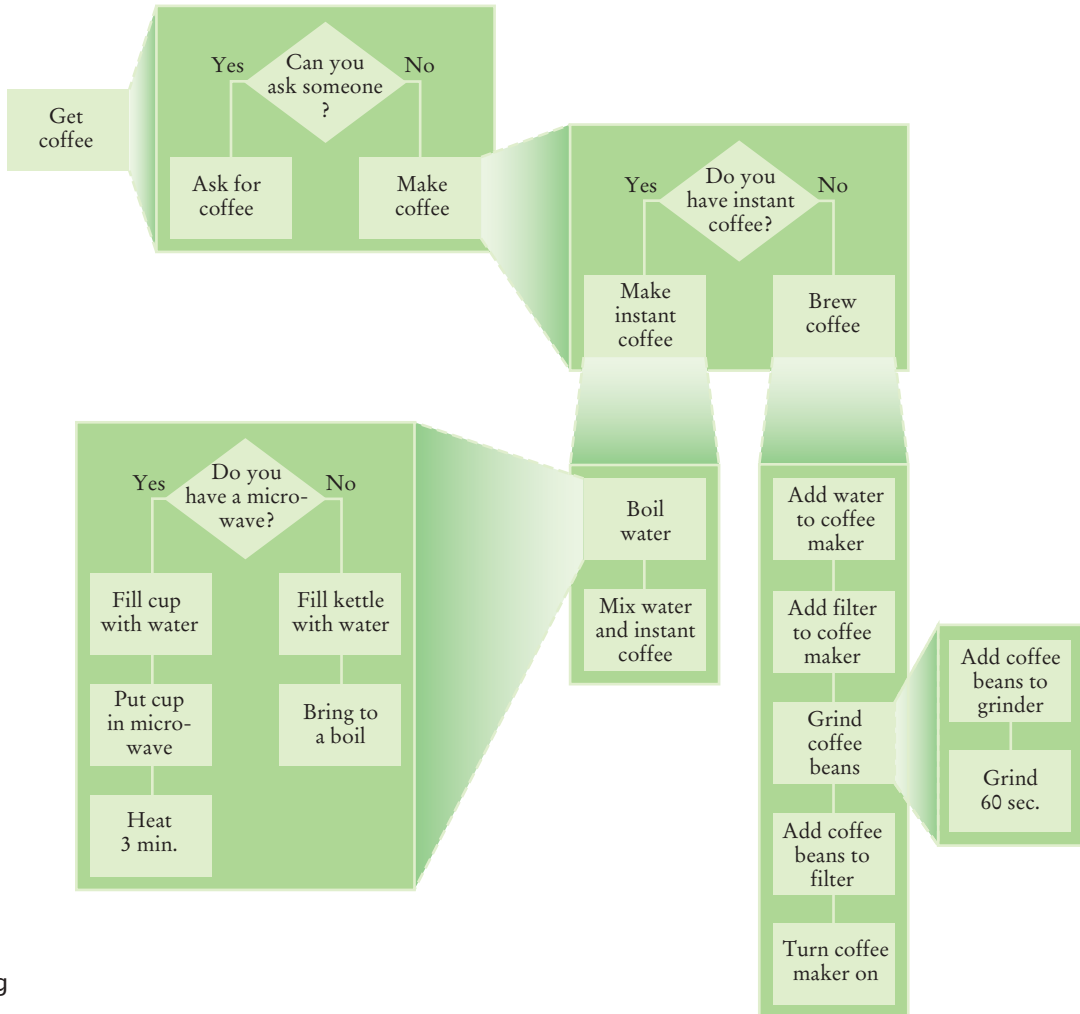 Get
coffee
Yes
Can you
ask someone
?
No
Ask for
coffee
Make
coffee
Yes
Do you
have instant
coffee?
No
Make
instant
coffee
Brew
coffee
Yes
Do you
have a micro-
wave?
No
Fill cup
with water
Put cup
in micro-
wave
Heat
3 min.
Fill kettle
with water
Bring to
a boil
Boil
water
Mix water
and instant
coffee
Add water
to coffee
maker
Add filter
to coffee
maker
Grind
coffee
beans
Add coffee
beans to
filter
Turn coffee
maker on
Add coffee
beans to
grinder
Grind
60 sec.
g